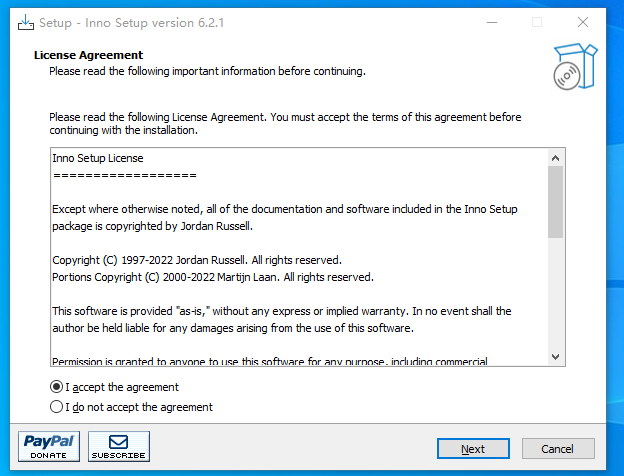 Setup - Inno Setup version 6.2.1
License Agreement
Please read the following important information before continuing.
Please read the following License Agreement. You must accept the terms of this agreement before
continuing with the installation.
Inno Setup License
==================
Except where otherwise noted, all of the documentation and software included in the Inno Setup
package is copyrighted by Jordan Russell.
Copyright (C) 1997-2022 Jordan Russell. All rights reserved.
Portions Copyright (C) 2000-2022 Martijn Laan. All rights reserved.
This software is provided "as-is," without any express or implied warranty. In no event shall the
author be held liable for any damages arising from the use of this software.
Permission is granted to anyone to use this software for any purpose, including commercial
I accept the agreement
I do not accept the agreement
PayPal
DONATE
SUBSCRIBE
Next
Cancel